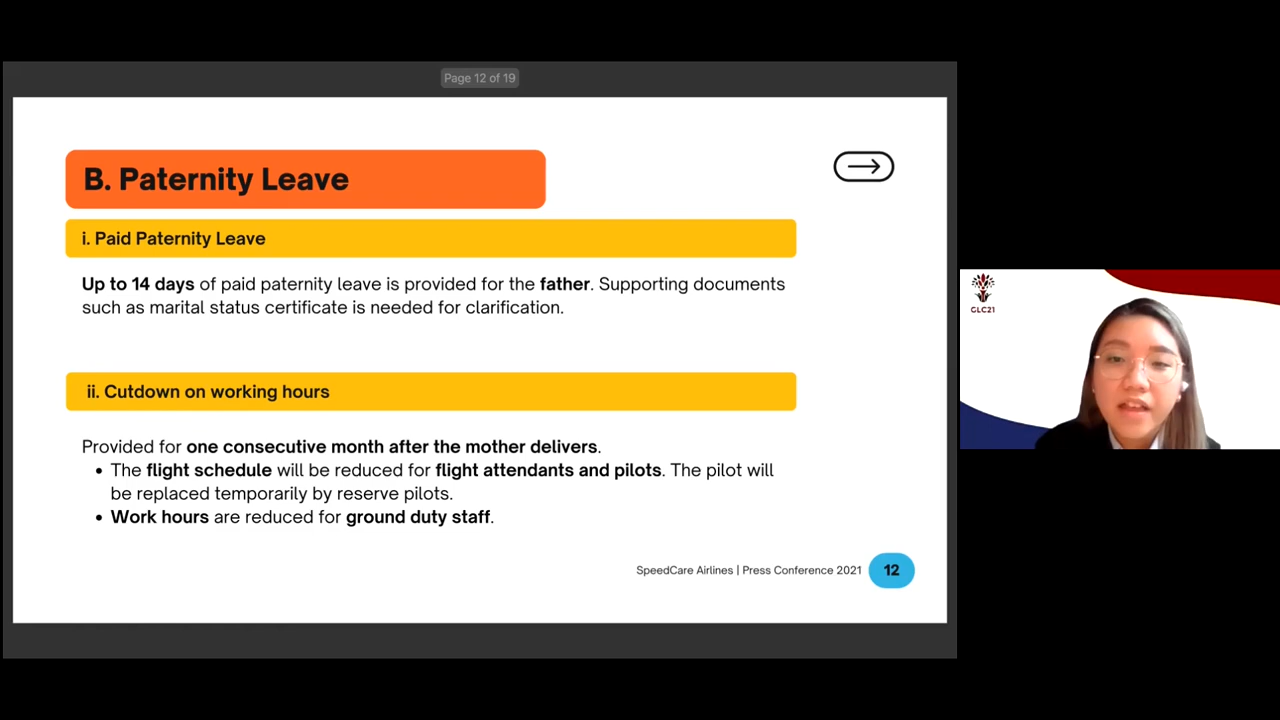 Page 12 of 19
B. Paternity Leave
i. Paid Paternity Leave
Up to 14 days of paid paternity leave is provided for the father. Supporting documents
such as marital status certificate is needed for clarification.
ii. Cutdown on working hours
Provided for one consecutive month after the mother delivers.
• The flight schedule will be reduced for flight attendants and pilots. The pilot will
be replaced temporarily by reserve pilots.
• Work hours are reduced for ground duty staff.
SpeedCare Airlines | Press Conference 2021 12
GLC21